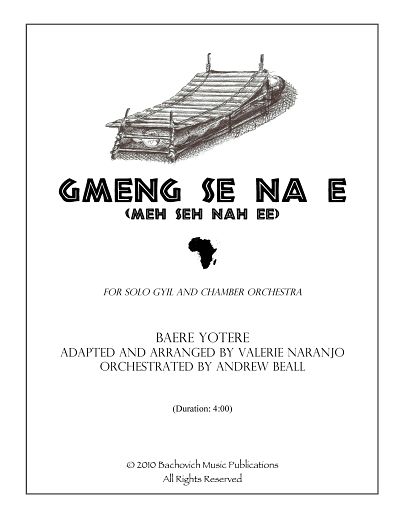 GMENG SE NA E
(MEH SEH NAH EE)
FOR SOLO GYIL AND CHAMBER ORCHESTRA
BAERE YOTERE
ADAPTED AND ARRANGED BY VALERIE NARANJO
ORCHESTRATED BY ANDREW BEALL
(Duration: 4:00)
© 2010 Bachovich Music Publications
All Rights Reserved